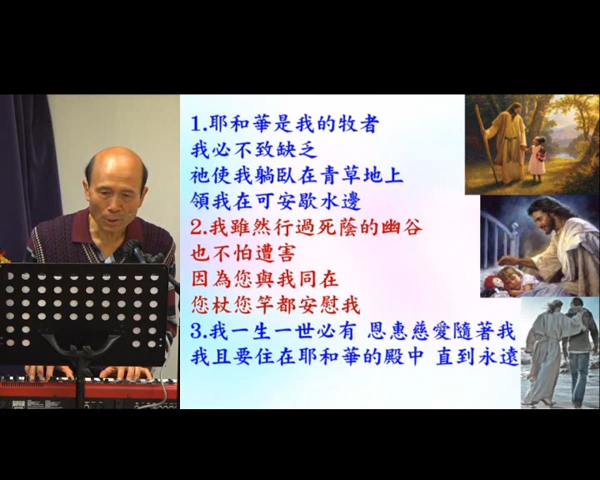 1.耶和華是我的牧者
我必不致缺乏
祂使我躺臥在青草地上
領我在可安歇水邊
2.我雖然行過死蔭的幽谷
也不怕遭害
因為您與我同在
您杖您竿都安慰我
3.我一生一世必有 恩惠慈愛隨著我
我且要住在耶和華的殿中 直到永遠